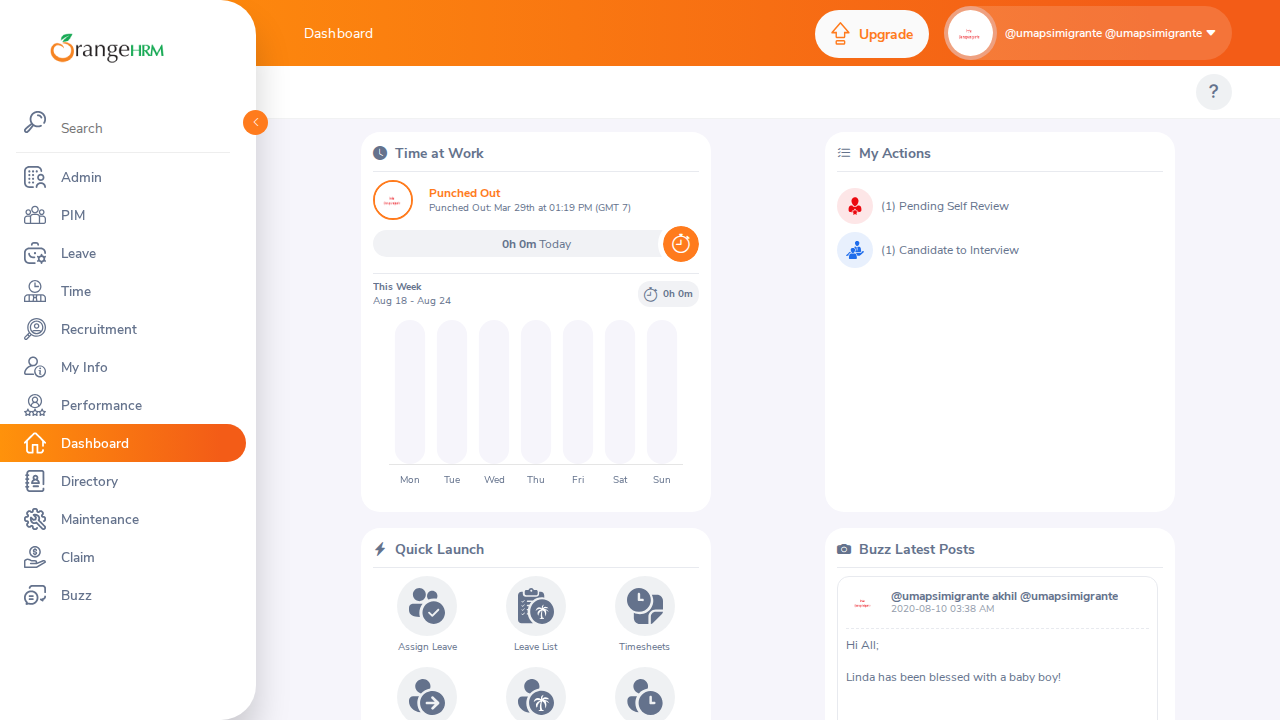 OrangeHRM
Dashboard
Upgrade
@umapsimigrante @umapsimigrante
?
Search
Admin
PIM
Leave
Time
Recruitment
My Info
Performance
Dashboard
Directory
Maintenance
Claim
Buzz
Time at Work
Punched Out
Punched Out: Mar 29th at 01:19 PM (GMT 7)
0h 0m Today
This Week
Aug 18 - Aug 24
0h 0m
Mon Tue Wed Thu Fri Sat Sun
My Actions
(1) Pending Self Review
(1) Candidate to Interview
Quick Launch
Assign Leave Leave List Timesheets
Buzz Latest Posts
@umapsimigrante akhil @umapsimigrante
2020-08-10 03:38 AM
Hi All;
Linda has been blessed with a baby boy!